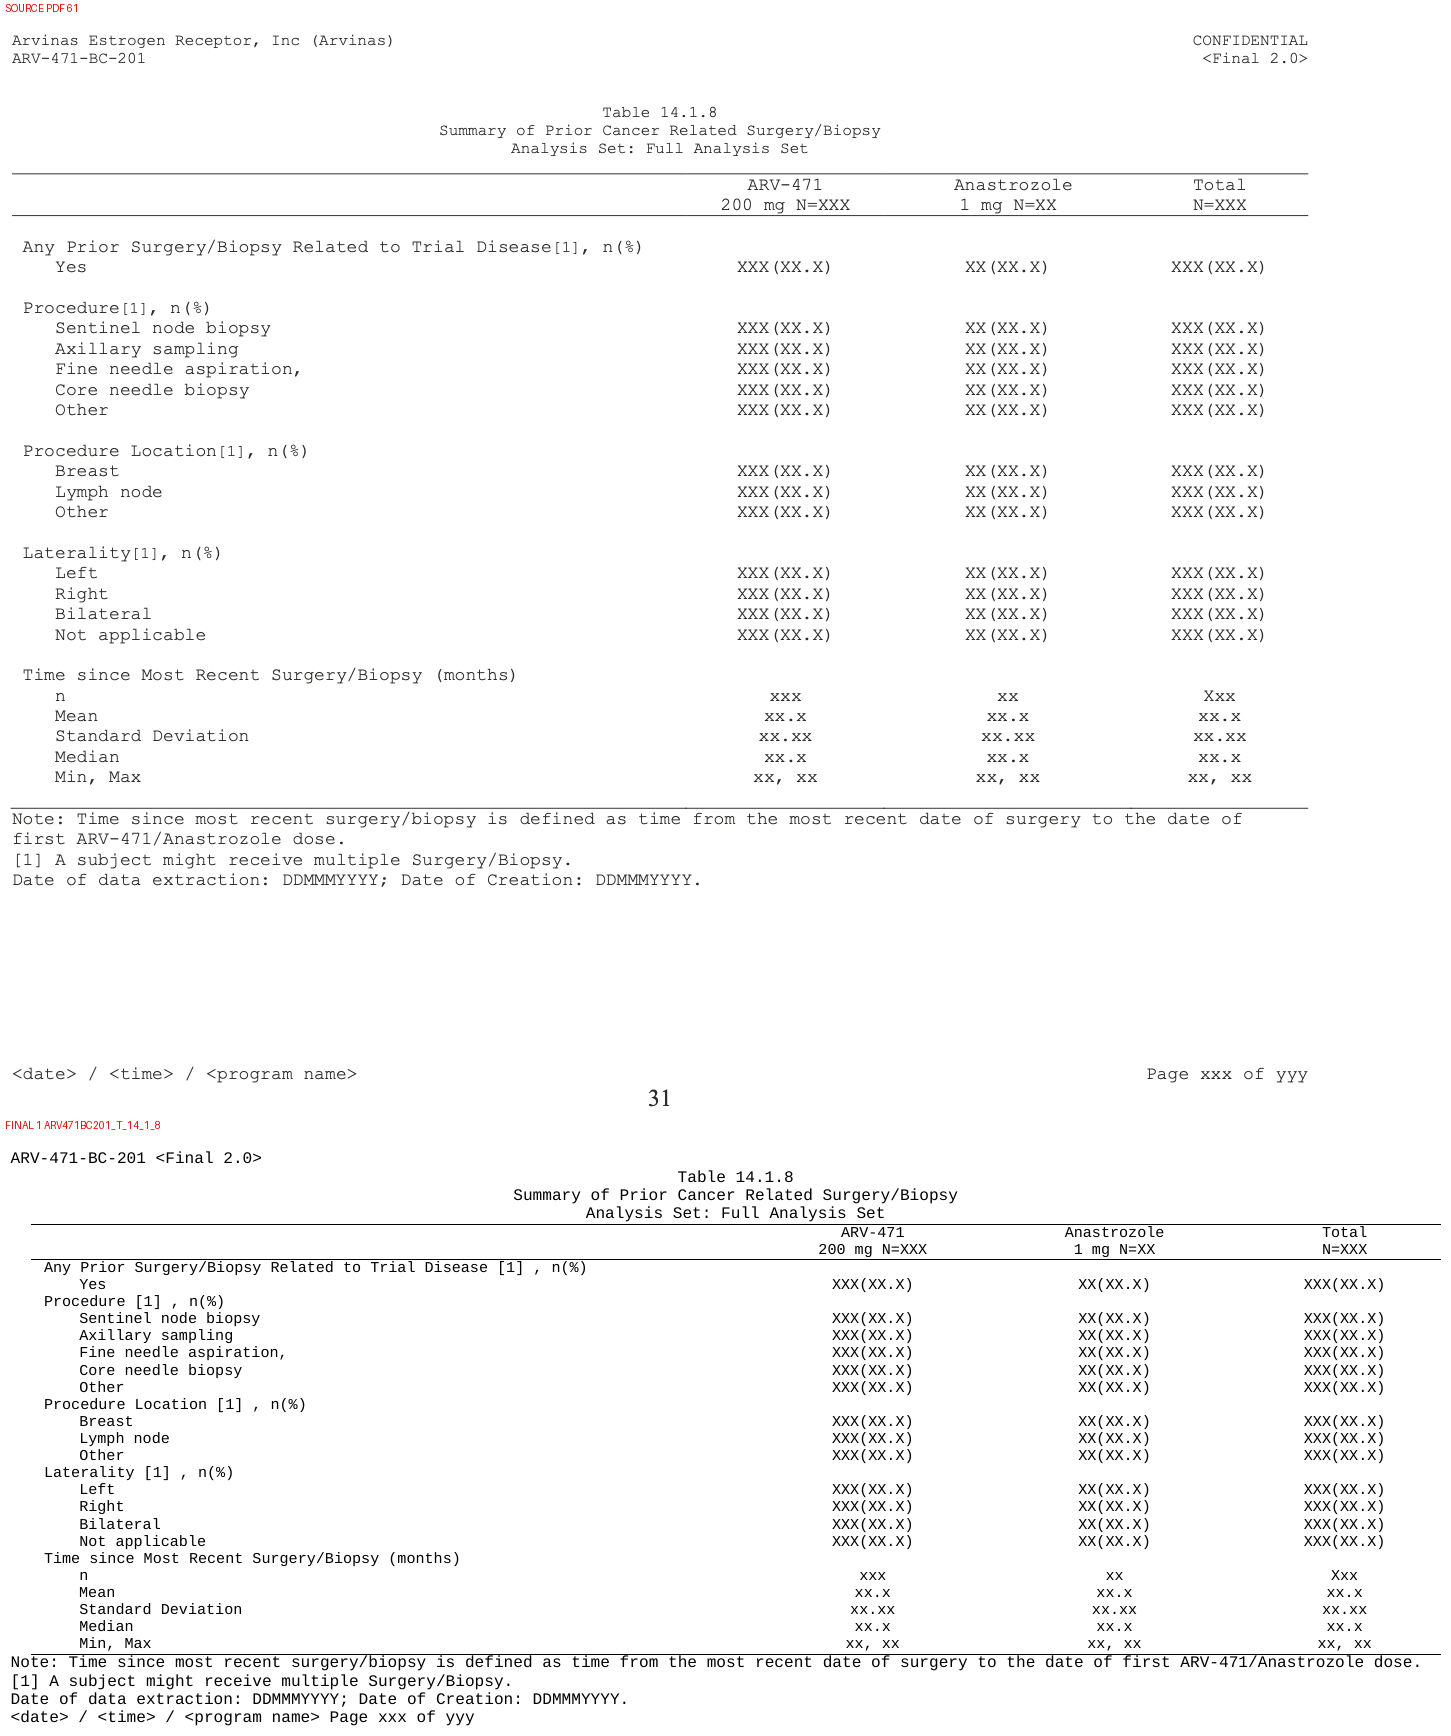 SOURCE PDF 61
Arvinas Estrogen Receptor, Inc (Arvinas) CONFIDENTIAL
ARV-471-BC-201 <Final 2.0>
Table 14.1.8
Summary of Prior Cancer Related Surgery/Biopsy
Analysis Set: Full Analysis Set
ARV-471 Anastrozole Total
200 mg N=XXX 1 mg N=XX N=XXX
Any Prior Surgery/Biopsy Related to Trial Disease[1], n(%)
Yes XXX(XX.X) XX(XX.X) XXX(XX.X)
Procedure[1], n(%)
Sentinel node biopsy XXX(XX.X) XX(XX.X) XXX(XX.X)
Axillary sampling XXX(XX.X) XX(XX.X) XXX(XX.X)
Fine needle aspiration, XXX(XX.X) XX(XX.X) XXX(XX.X)
Core needle biopsy XXX(XX.X) XX(XX.X) XXX(XX.X)
Other XXX(XX.X) XX(XX.X) XXX(XX.X)
Procedure Location[1], n(%)
Breast XXX(XX.X) XX(XX.X) XXX(XX.X)
Lymph node XXX(XX.X) XX(XX.X) XXX(XX.X)
Other XXX(XX.X) XX(XX.X) XXX(XX.X)
Laterality[1], n(%)
Left XXX(XX.X) XX(XX.X) XXX(XX.X)
Right XXX(XX.X) XX(XX.X) XXX(XX.X)
Bilateral XXX(XX.X) XX(XX.X) XXX(XX.X)
Not applicable XXX(XX.X) XX(XX.X) XXX(XX.X)
Time since Most Recent Surgery/Biopsy (months)
n xxx xx Xxx
Mean xx.x xx.x xx.x
Standard Deviation xx.xx xx.xx xx.xx
Median xx.x xx.x xx.x
Min, Max xx, xx xx, xx xx, xx
Note: Time since most recent surgery/biopsy is defined as time from the most recent date of surgery to the date of
first ARV-471/Anastrozole dose.
[1] A subject might receive multiple Surgery/Biopsy.
Date of data extraction: DDMMMYYYY; Date of Creation: DDMMMYYYY.
<date> / <time> / <program name> Page xxx of yyy
31
FINAL 1 ARV471BC201_T_14_1_8
ARV-471-BC-201 <Final 2.0>
Table 14.1.8
Summary of Prior Cancer Related Surgery/Biopsy
Analysis Set: Full Analysis Set
ARV-471 Anastrozole Total
200 mg N=XXX 1 mg N=XX N=XXX
Any Prior Surgery/Biopsy Related to Trial Disease [1] , n(%)
Yes XXX(XX.X) XX(XX.X) XXX(XX.X)
Procedure [1] , n(%)
Sentinel node biopsy XXX(XX.X) XX(XX.X) XXX(XX.X)
Axillary sampling XXX(XX.X) XX(XX.X) XXX(XX.X)
Fine needle aspiration, XXX(XX.X) XX(XX.X) XXX(XX.X)
Core needle biopsy XXX(XX.X) XX(XX.X) XXX(XX.X)
Other XXX(XX.X) XX(XX.X) XXX(XX.X)
Procedure Location [1] , n(%)
Breast XXX(XX.X) XX(XX.X) XXX(XX.X)
Lymph node XXX(XX.X) XX(XX.X) XXX(XX.X)
Other XXX(XX.X) XX(XX.X) XXX(XX.X)
Laterality [1] , n(%)
Left XXX(XX.X) XX(XX.X) XXX(XX.X)
Right XXX(XX.X) XX(XX.X) XXX(XX.X)
Bilateral XXX(XX.X) XX(XX.X) XXX(XX.X)
Not applicable XXX(XX.X) XX(XX.X) XXX(XX.X)
Time since Most Recent Surgery/Biopsy (months)
n xxx xx Xxx
Mean xx.x xx.x xx.x
Standard Deviation xx.xx xx.xx xx.xx
Median xx.x xx.x xx.x
Min, Max xx, xx xx, xx xx, xx
Note: Time since most recent surgery/biopsy is defined as time from the most recent date of surgery to the date of first ARV-471/Anastrozole dose.
[1] A subject might receive multiple Surgery/Biopsy.
Date of data extraction: DDMMMYYYY; Date of Creation: DDMMMYYYY.
<date> / <time> / <program name> Page xxx of yyy